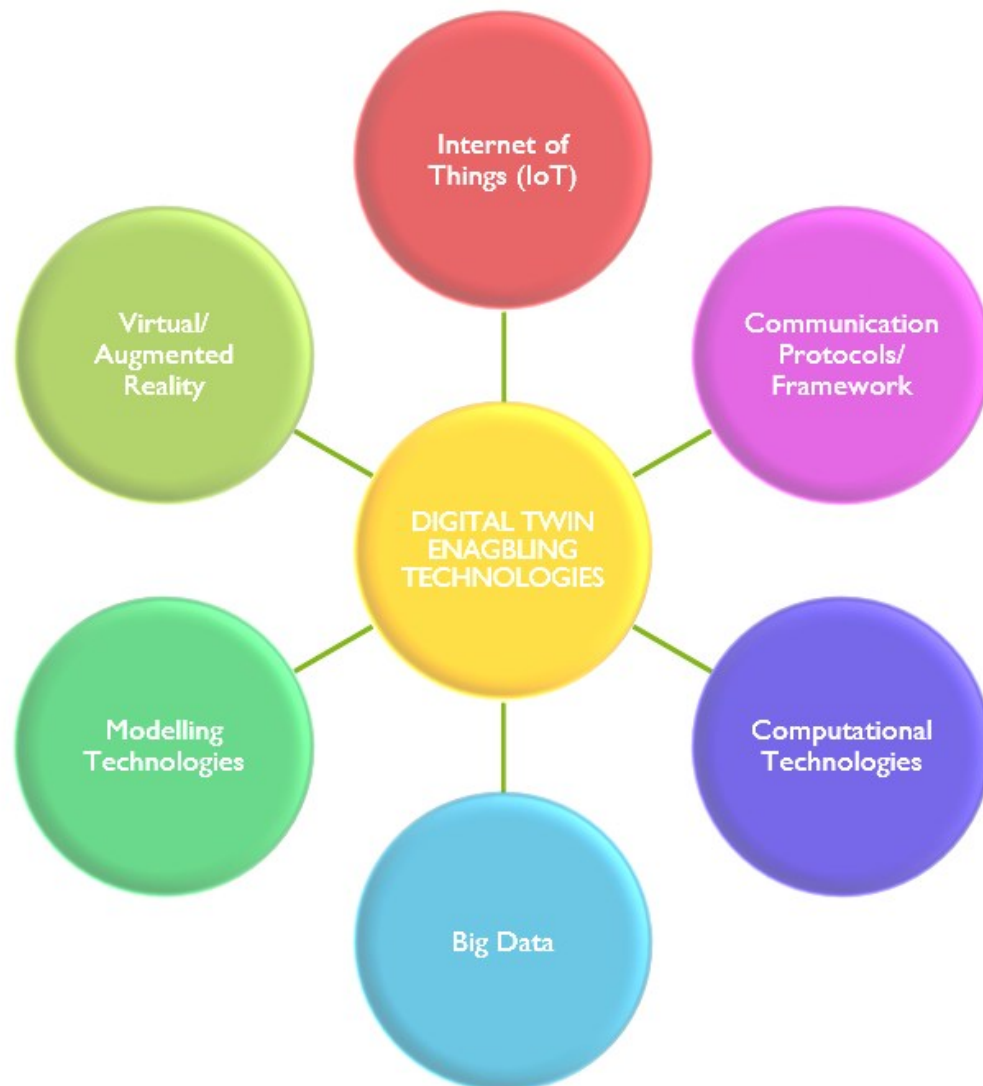 Internet of
Things (IoT)
Virtual/
Augmented
Reality
Communication
Protocols/
Framework
DIGITAL TWIN
ENAGBLING
TECHNOLOGIES
Modelling
Technologies
Computational
Technologies
Big Data